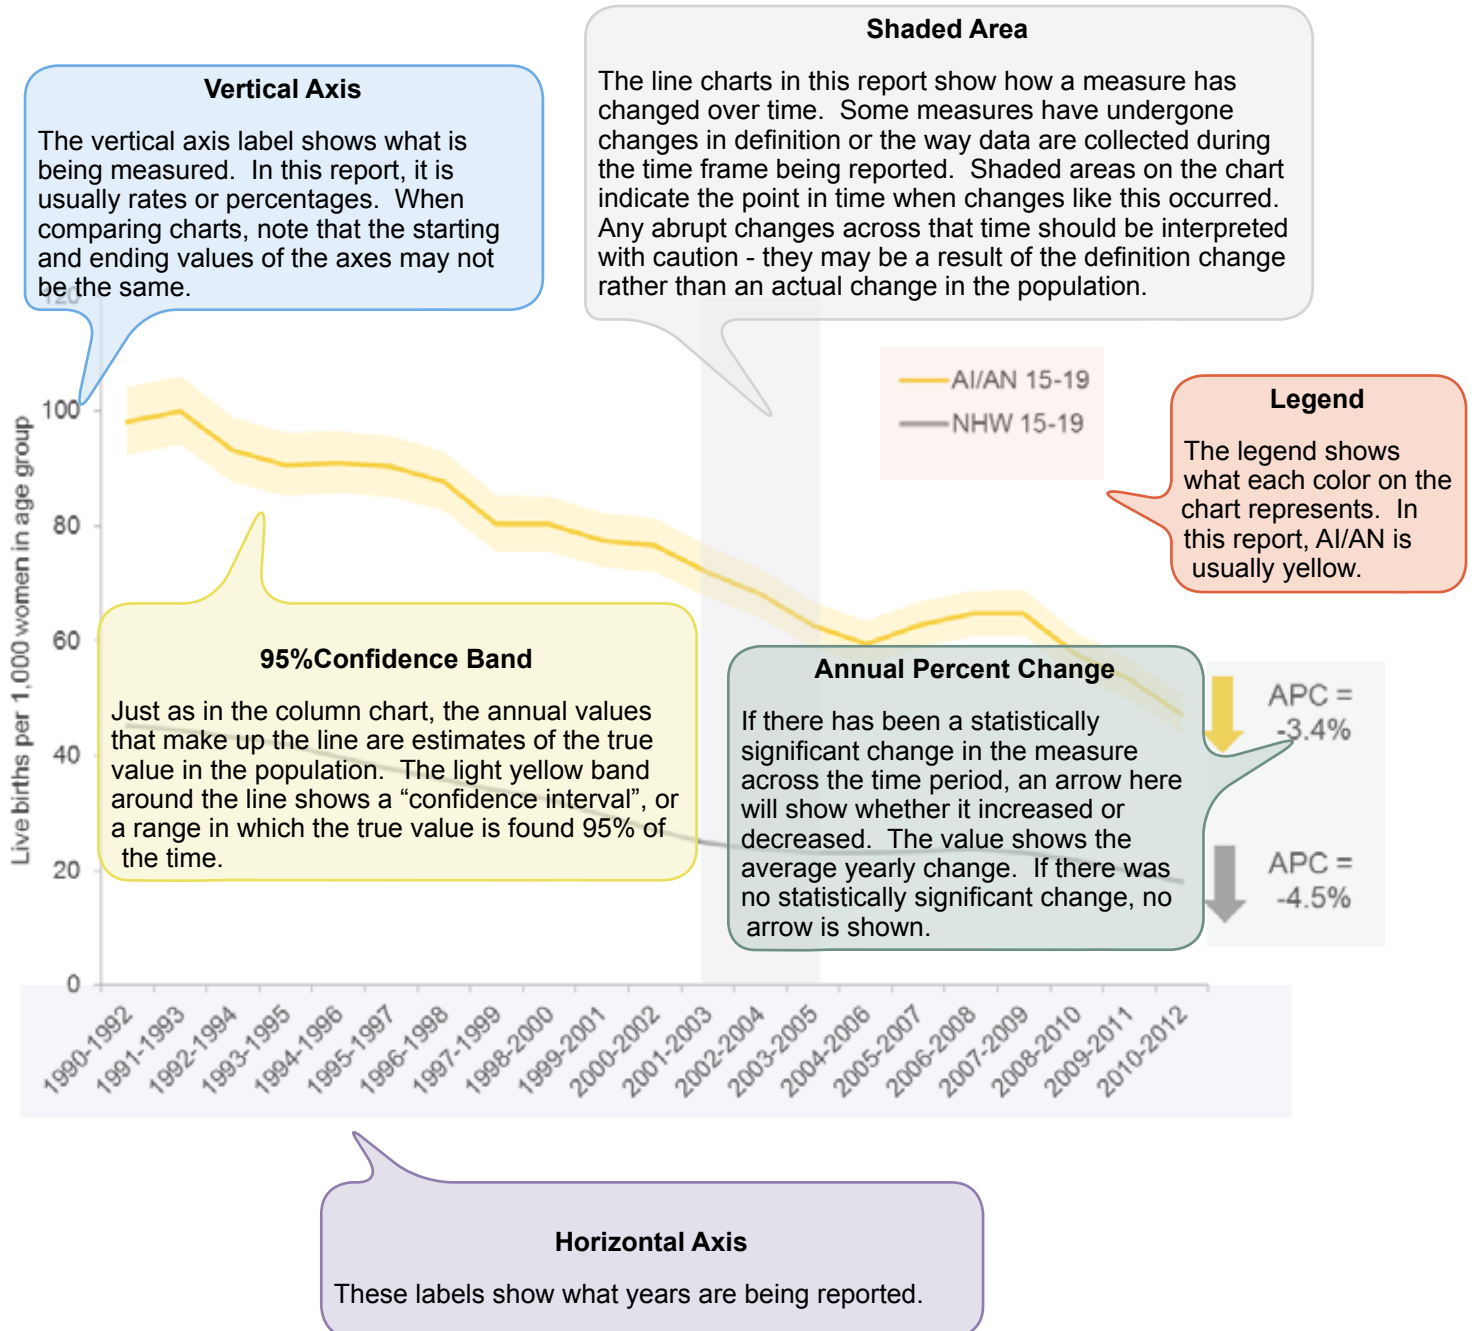 Shaded Area
The line charts in this report show how a measure has
changed over time.  Some measures have undergone
changes in definition or the way data are collected during
the time frame being reported.  Shaded areas on the chart
indicate the point in time when changes like this occurred.
Any abrupt changes across that time should be interpreted
with caution - they may be a result of the definition change
rather than an actual change in the population.
Vertical Axis
The vertical axis label shows what is
being measured.  In this report, it is
usually rates or percentages.  When
comparing charts, note that the starting
and ending values of the axes may not
be the same.
120
100
80
60
40
20
0
Live births per 1,000 women in age group
AI/AN 15-19
NHW 15-19
Legend
The legend shows
what each color on the
chart represents.  In
this report, AI/AN is
usually yellow.
95%Confidence Band
Just as in the column chart, the annual values
that make up the line are estimates of the true
value in the population.  The light yellow band
around the line shows a “confidence interval”, or
a range in which the true value is found 95% of
the time.
Annual Percent Change
If there has been a statistically
significant change in the measure
across the time period, an arrow here
will show whether it increased or
decreased.  The value shows the
average yearly change.  If there was
no statistically significant change, no
arrow is shown.
APC =
-3.4%
APC =
-4.5%
1990-1992
1991-1993
1992-1994
1993-1995
1994-1996
1995-1997
1996-1998
1997-1999
1998-2000
1999-2001
2000-2002
2001-2003
2002-2004
2003-2005
2004-2006
2005-2007
2006-2008
2007-2009
2008-2010
2009-2011
2010-2012
Horizontal Axis
These labels show what years are being reported.